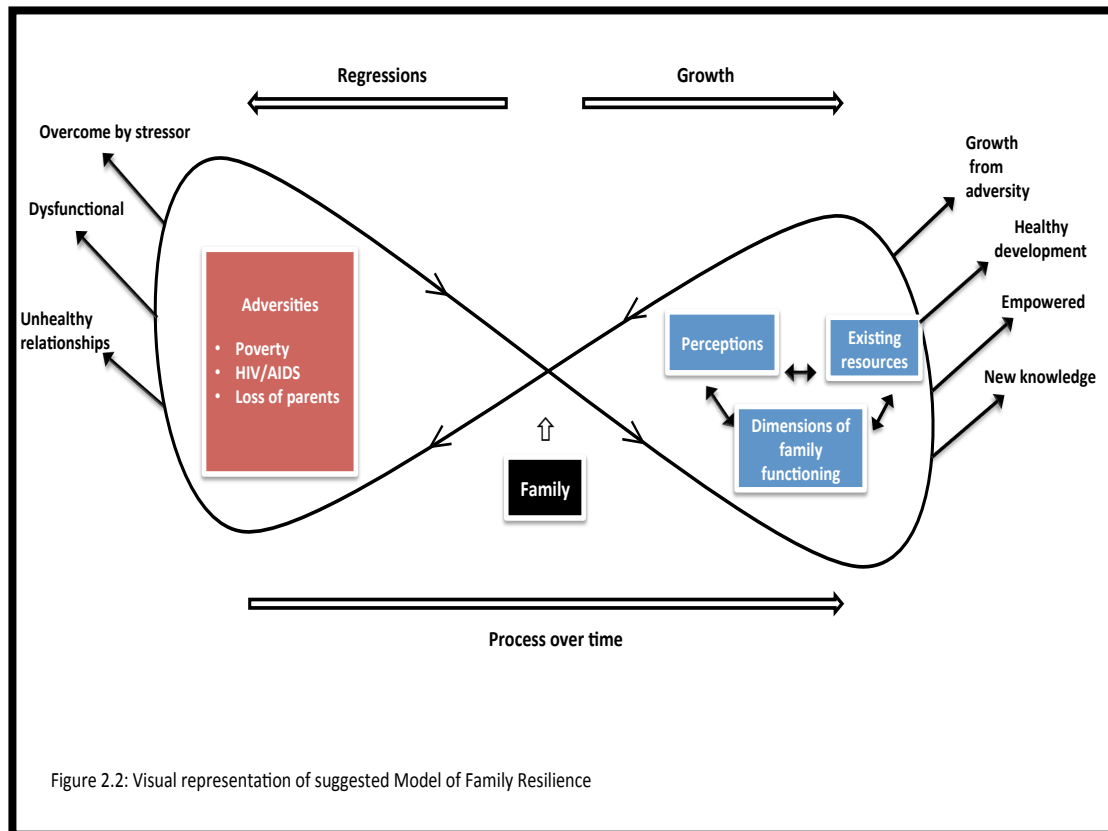 Regressions
Growth
Overcome by stressor
Dysfunctional
Unhealthy
relationships
Adversities
• Poverty
• HIV/AIDS
• Loss of parents
Family
Perceptions
Existing
resources
Dimensions of
family
functioning
Growth
from
adversity
Healthy
development
Empowered
New knowledge
Process over time
Figure 2.2: Visual representation of suggested Model of Family Resilience